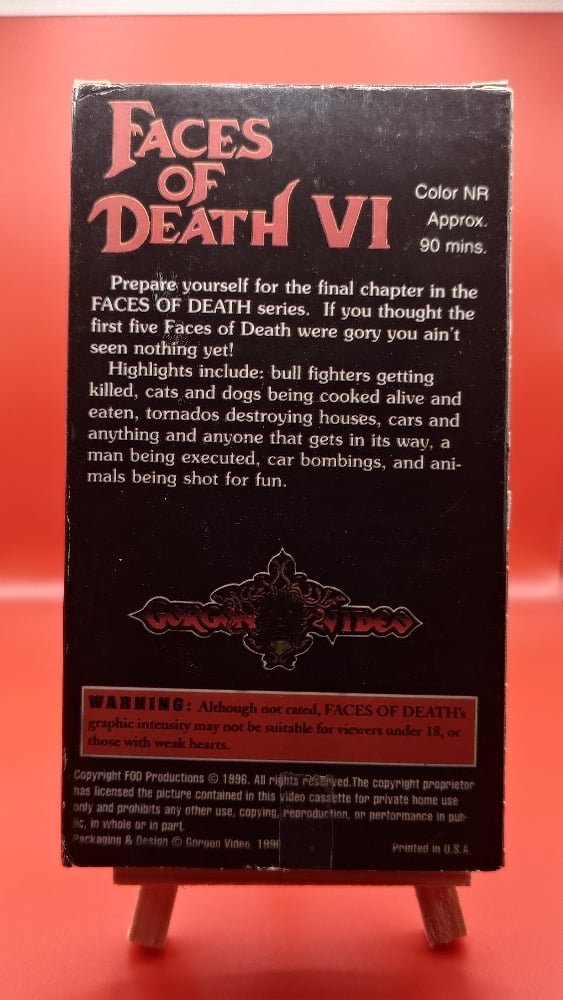 FACES
OF
DEATH VI
Color NR
Approx.
90 mins.
Prepare yourself for the final chapter in the
FACES OF DEATH series. If you thought the
first five Faces of Death were gory you ain't
seen nothing yet!
Highlights include: bull fighters getting
killed, cats and dogs being cooked alive and
eaten, tornados destroying houses, cars and
anything and anyone that gets in its way, a
man being executed, car bombings, and ani-
mals being shot for fun.
GORGON VIDEO
WARNING: Although not rated, FACES OF DEATH's
graphic intensity may not be suitable for viewers under 18, or
those with weak hearts.
Copyright FOD Productions © 1996. All rights reserved.The copyright proprietor
has licensed the picture contained in this video cassette for private home use
only and prohibits any other use, copying, reproduction, or performance in pub-
lic, in whole or in part.
Packaging & Design © Gorgon Video, 1996
Printed in U.S.A.